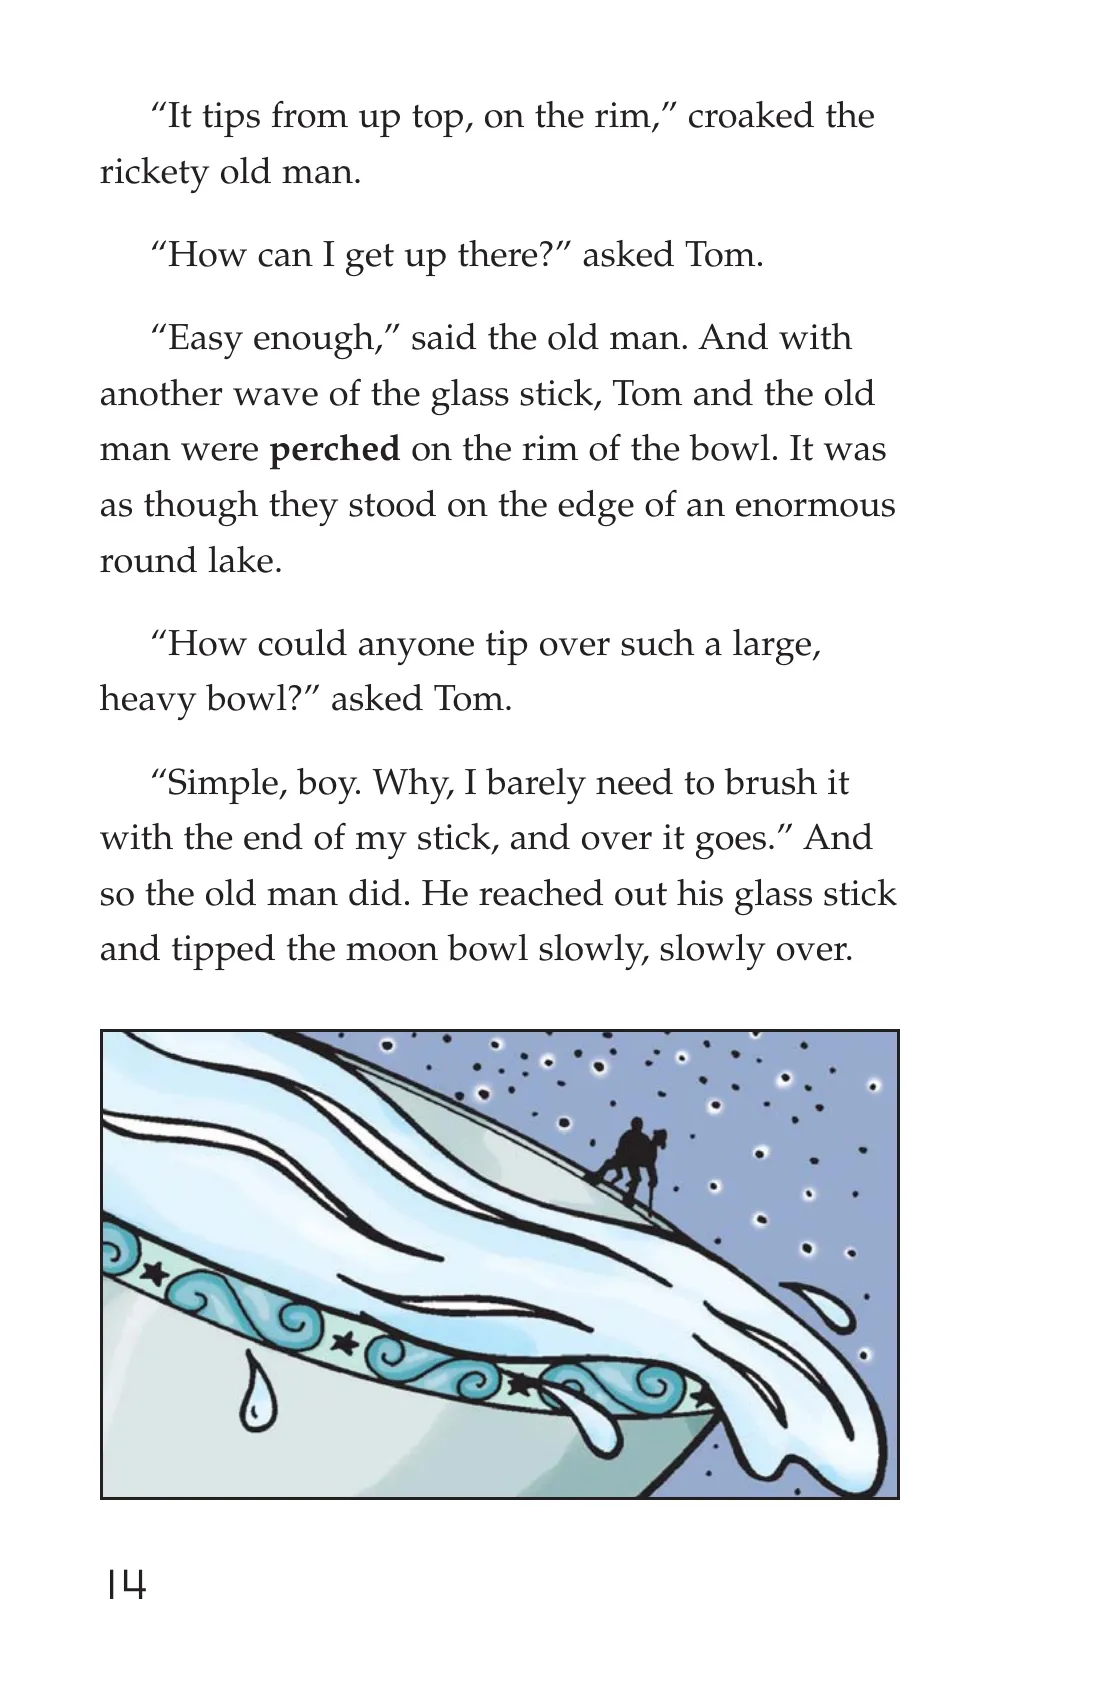 “It tips from up top, on the rim,” croaked the
rickety old man.
“How can I get up there?” asked Tom.
“Easy enough,” said the old man. And with
another wave of the glass stick, Tom and the old
man were perched on the rim of the bowl. It was
as though they stood on the edge of an enormous
round lake.
“How could anyone tip over such a large,
heavy bowl?” asked Tom.
“Simple, boy. Why, I barely need to brush it
with the end of my stick, and over it goes.” And
so the old man did. He reached out his glass stick
and tipped the moon bowl slowly, slowly over.
14